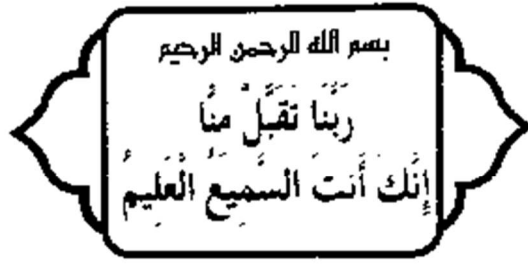 بسم الله الرحمن الرحيم
رَبَّنَا تَقَبَّلْ مِنَّا
إِنَّكَ أَنتَ السَّمِيعُ الْعَلِيمُ